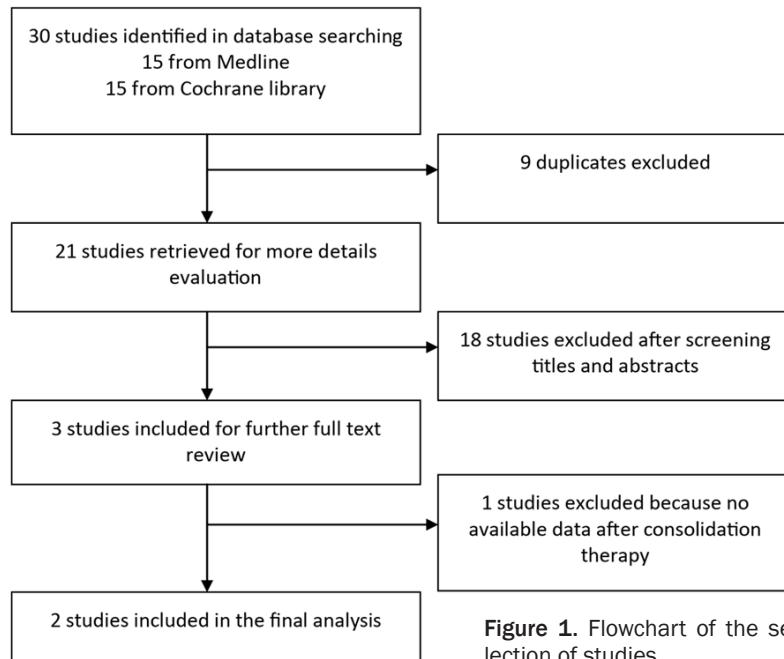 30 studies identified in database searching
15 from Medline
15 from Cochrane library
9 duplicates excluded
21 studies retrieved for more details
evaluation
18 studies excluded after screening
titles and abstracts
3 studies included for further full text
review
1 studies excluded because no
available data after consolidation
therapy
2 studies included in the final analysis
Figure 1. Flowchart of the se-
lection of studies